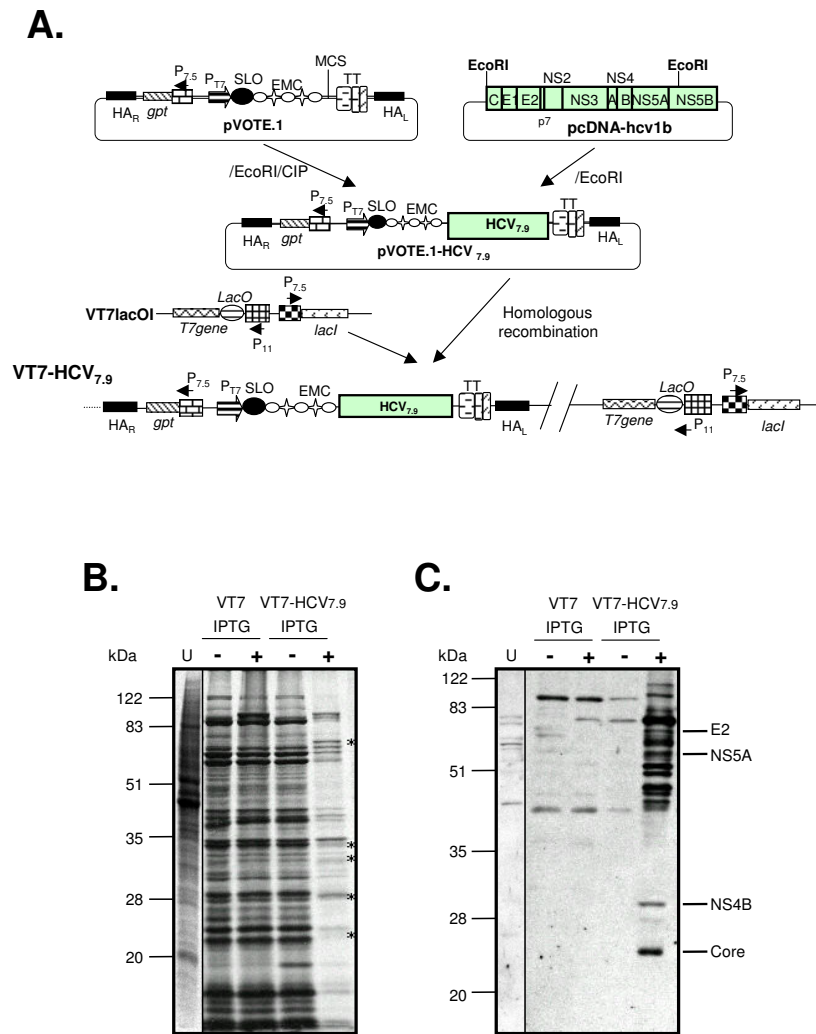 A.
EcoRI EcoRI
P7.5 PT7 SLO EMC MCS TT
NS2 NS4
C E1 E2 NS3 A B NS5A NS5B
HAR gpt pVOTE.1 HAL
p7 pcDNA-hcv1b
/EcoRI/CIP /EcoRI
P7.5 PT7 SLO EMC TT
HCV7.9
HAR gpt HAL
pVOTE.1-HCV 7.9
P7.5
LacO
VT7lacOI
T7gene lacI
P11
Homologous
recombination
VT7-HCV7.9
P7.5 PT7 SLO EMC TT LacO P7.5
HCV7.9
HAR gpt HAL T7gene P11 lacI
B.
VT7 VT7-HCV7.9
IPTG IPTG
kDa U - + - +
122
83
51
35
28
20
*
*
*
*
*
C.
VT7 VT7-HCV7.9
IPTG IPTG
kDa U - + - +
122
83
51
35
28
20
E2
NS5A
NS4B
Core